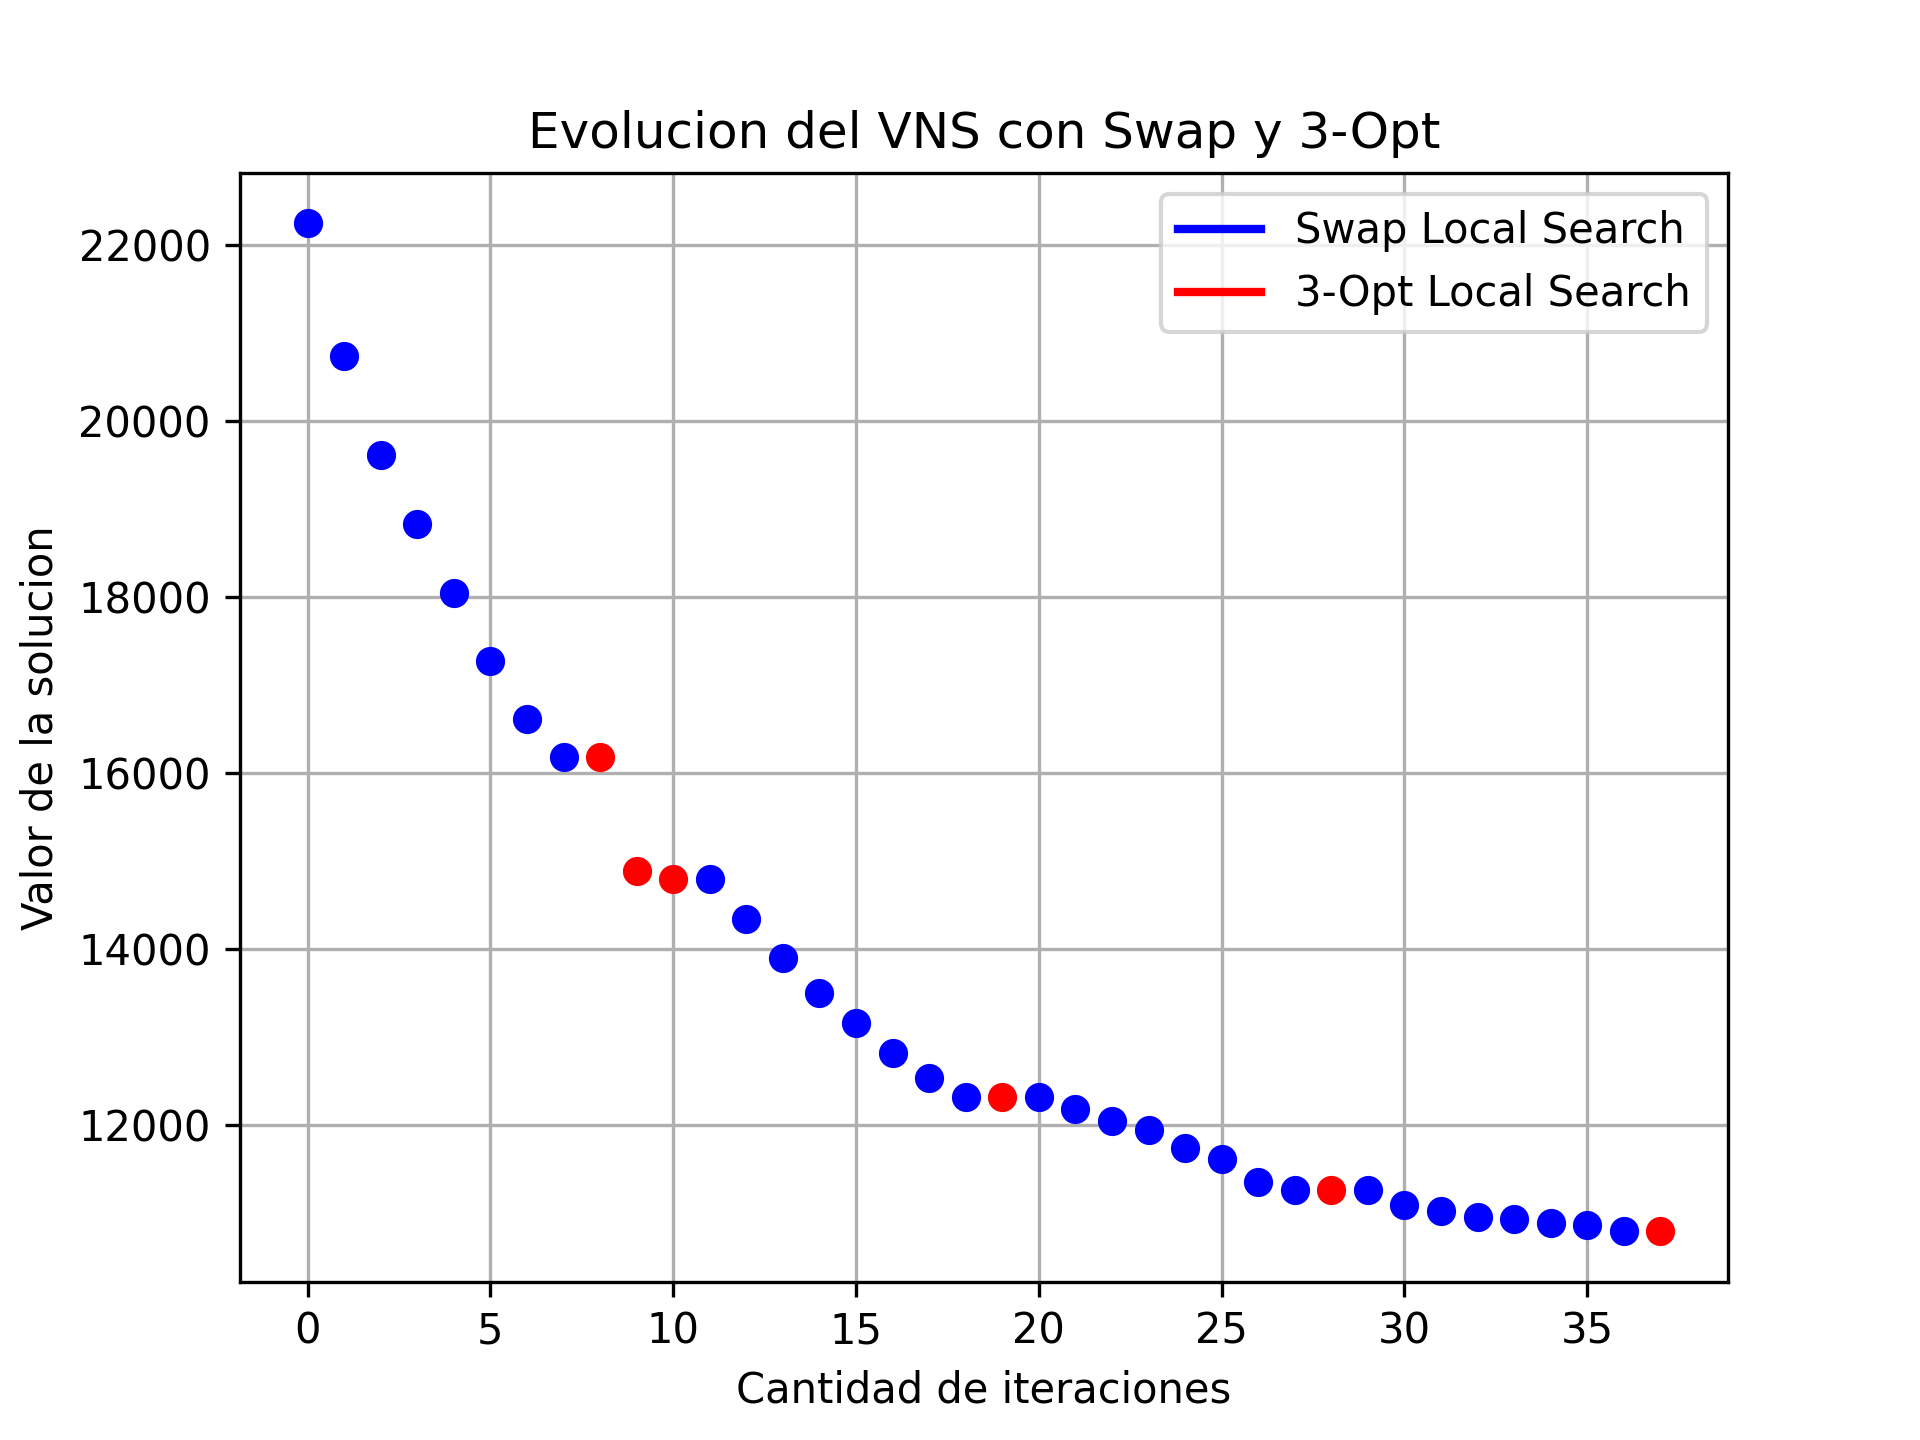 Evolucion del VNS con Swap y 3-Opt
Swap Local Search
3-Opt Local Search
Valor de la solucion
22000
20000
18000
16000
14000
12000
0 5 10 15 20 25 30 35
Cantidad de iteraciones